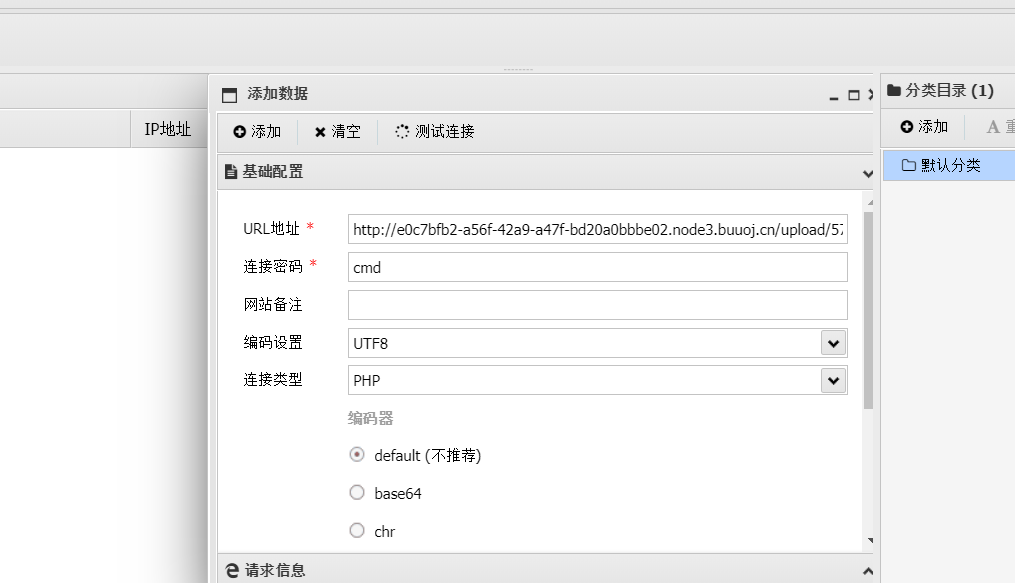 添加数据
分类目录 (1)
IP地址
添加
清空
测试连接
添加
基础配置
默认分类
URL地址 *
http://e0c7bfb2-a56f-42a9-a47f-bd20a0bbbe02.node3.buuoj.cn/upload/57
连接密码 *
cmd
网站备注
编码设置
UTF8
连接类型
PHP
编码器
default (不推荐)
base64
chr
请求信息